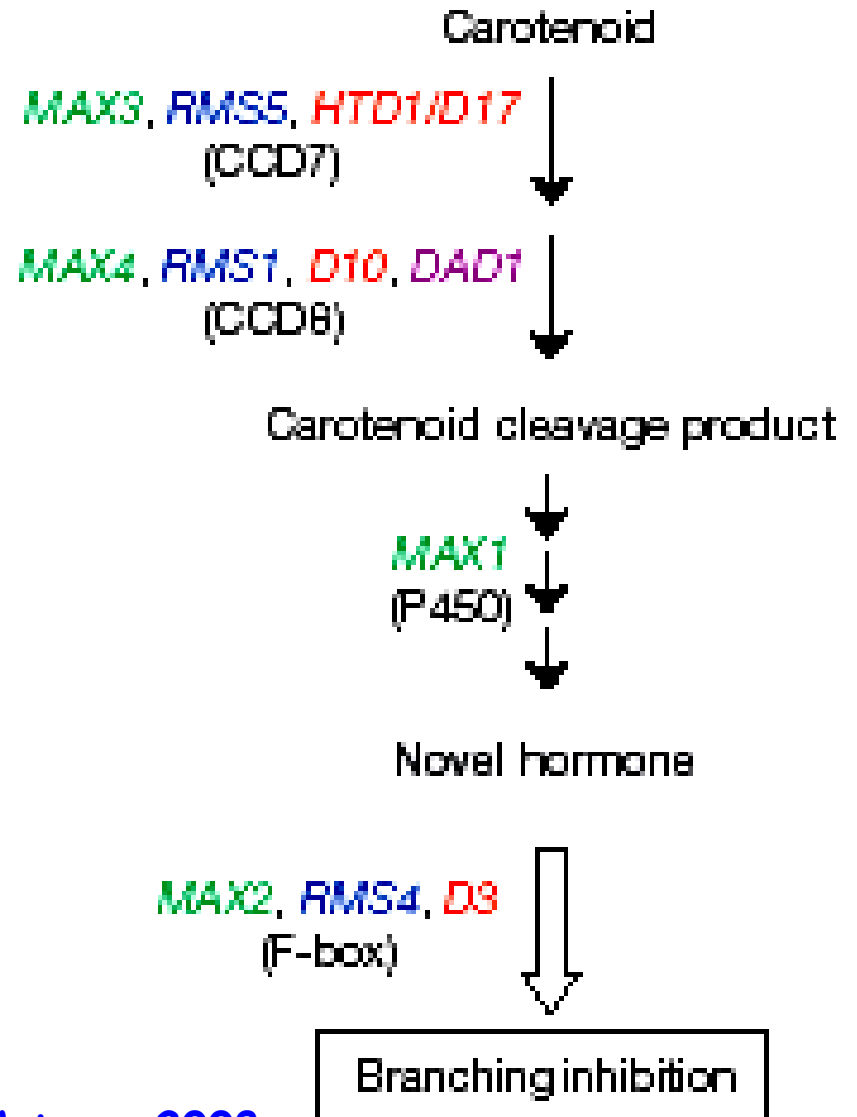 Carotenoid
MAX3, RMS5, HTD1/D17
(CCD7)
MAX4, RMS1, D10, DAD1
(CCD8)
Carotenoid cleavage product
MAX1
(P450)
Novel hormone
MAX2, RMS4, D3
(F-box)
Branching inhibition